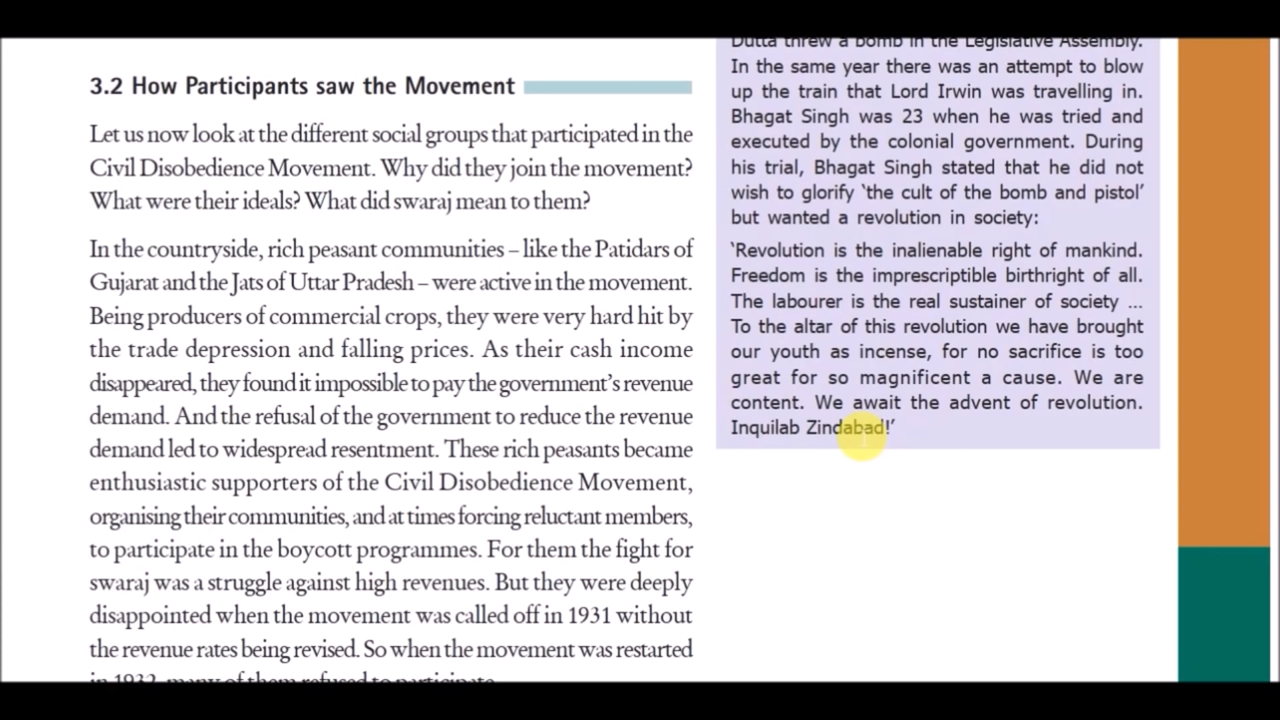 3.2 How Participants saw the Movement
Let us now look at the different social groups that participated in the
Civil Disobedience Movement. Why did they join the movement?
What were their ideals? What did swaraj mean to them?
In the countryside, rich peasant communities – like the Patidars of
Gujarat and the Jats of Uttar Pradesh – were active in the movement.
Being producers of commercial crops, they were very hard hit by
the trade depression and falling prices. As their cash income
disappeared, they found it impossible to pay the government's revenue
demand. And the refusal of the government to reduce the revenue
demand led to widespread resentment. These rich peasants became
enthusiastic supporters of the Civil Disobedience Movement,
organising their communities, and at times forcing reluctant members,
to participate in the boycott programmes. For them the fight for
swaraj was a struggle against high revenues. But they were deeply
disappointed when the movement was called off in 1931 without
the revenue rates being revised. So when the movement was restarted
in 1932, many of them refused to participate.
Dutta threw a bomb in the Legislative Assembly.
In the same year there was an attempt to blow
up the train that Lord Irwin was travelling in.
Bhagat Singh was 23 when he was tried and
executed by the colonial government. During
his trial, Bhagat Singh stated that he did not
wish to glorify 'the cult of the bomb and pistol'
but wanted a revolution in society:
'Revolution is the inalienable right of mankind.
Freedom is the imprescriptible birthright of all.
The labourer is the real sustainer of society ...
To the altar of this revolution we have brought
our youth as incense, for no sacrifice is too
great for so magnificent a cause. We are
content. We await the advent of revolution.
Inquilab Zindabad!'